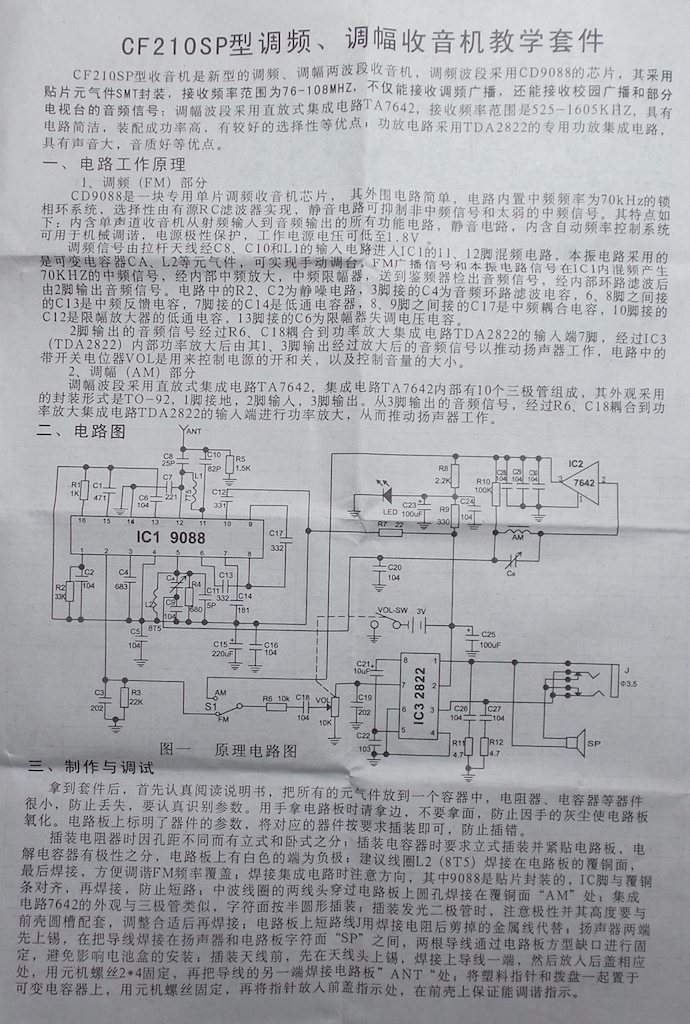 CF210SP型调频、调幅收音机教学套件
CF210SP型收音机是新型的调频、调幅两波段收音机，调频波段采用CD9088的芯片，其采用
贴片元气件SMT封装，接收频率范围为76-108MHZ，不仅能接收调频广播，还能接收校园广播和部分
电视台的音频信号；调幅波段采用直放式集成电路TA7642，接收频率范围是525-1605KHZ，具有
电路简洁，装配成功率高，有较好的选择性等优点；功放电路采用TDA2822的专用功放集成电路，
具有声音大，音质好等优点。
一、电路工作原理
1、调频（FM）部分
CD9088是一块专用单片调频收音机芯片， 其外围电路简单，电路内置中频频率为70kHz的锁
相环系统，选择性由有源RC滤波器实现，静音电路可抑制非中频信号和太弱的中频信号。其特点如
下：内含单声道收音机从射频输入到音频输出的所有功能电路，静音电路，内含自动频率控制系统
可用于机械调谐，电源极性保护，工作电源电压可低至1.8V 。
调频信号由拉杆天线经C8、C10和L1的输入电路进入IC1的11、12脚混频电路，本振电路采用的
是可变电容器CA、L2等元气件，可实现手动调台。FM广播信号和本振电路信号在IC1内混频产生
70KHZ的中频信号，经内部中频放大，中频限幅器，送到鉴频器检出音频信号，经内部环路滤波后
由2脚输出音频信号，电路中的R2、C2为静噪电路，3脚接的C4为音频环路滤波电容，6、8脚之间接
的C13是中频反馈电容，7脚接的C14是低通电容器，8、9脚之间接的C17是中频耦合电容，10脚接的
C12是限幅放大器的低通电容，13脚接的C6为限幅器失调电压电容。
2脚输出的音频信号经过R6、C18耦合到功率放大集成电路TDA2822的输入端7脚，经过IC3
（TDA2822）内部功率放大后由其1、3脚输出经过放大后的音频信号以推动扬声器工作，电路中的
带开关电位器VOL是用来控制电源的开和关，以及控制音量的大小。
2、调幅（AM）部分
调幅波段采用直放式集成电路TA7642，集成电路TA7642内部有10个三极管组成，其外观采用
的封装形式是TO-92，1脚接地，2脚输入，3脚输出。从3脚输出的音频信号，经过R6、C18耦合到功
率放大集成电路TDA2822的输入端进行功率放大，从而推动扬声器工作。
二、电路图
ANT
C8 25P
C10 82P
R5 1.5K
R1 1K
C1 471
C6 104
C7 221
L1
C12 331
16 15 14 13 12 11 10 9
IC1 9088
1 2 3 4 5 6 7 8
C17 332
R2 33K
C2 104
C4 683
L2 8T5
CA
R4 680
C11 5P
C13 332
C14 181
C5 104
C15 220uF
C16 104
R8 2.2K
LED
C23 100uF
R9 330
C24 104
R10 100K
IC2 7642
R7 22
AM
C20 104
VOL-SW 3V
C25 100uF
C3 202
R3 22K
AM
S1
FM
R6 10k
C18 104
VOL 10K
C21 10uF
C19 202
C22 103
IC3 2822
8 7 6 5
1 2 3 4
C26 104
C27 104
R11 4.7
R12 4.7
J
Φ3.5
SP
图一 原理电路图
三、制作与调试
拿到套件后，首先认真阅读说明书，把所有的元气件放到一个容器中，电阻器、电容器等器件
很小，防止丢失，要认真识别参数。用手拿电路板时请拿边，不要拿面，防止因手的灰尘使电路板
氧化。电路板上标明了器件的参数，将对应的器件按要求插装即可，防止插错。
插装电阻器时因孔距不同而有立式和卧式之分；插装电容器时要求立式插装并紧贴电路板，电
解电容器有极性之分，电路板上有白色的端为负极；建议线圈L2（8T5）焊接在电路板的覆铜面，
最后焊接，方便调谐FM频率覆盖；焊接集成电路时注意方向，其中9088是贴片封装的，IC脚与覆铜
条对齐，再焊接，防止短路；中波线圈的两线头穿过电路板上圆孔焊接在覆铜面“AM”处；集成
电路7642的外观与三极管类似，字符面按半圆形插装；插装发光二极管时，注意极性并其高度要与
前壳圆槽配套，调整合适后再焊接；电路板上短路线J用焊接电阻后剪掉的金属线代替；扬声器两端
先上锡，在把导线焊接在扬声器和电路板字符面“SP”之间，两根导线通过电路板方型缺口进行固
定，避免影响电池盒的安装；插装天线前，先在天线头上锡，焊接上导线一端，然后放入后盖相应
处，用元机螺丝2*4固定，再把导线的另一端焊接电路板”ANT“处；将塑料指针和拨盘一起置于
可变电容器上，用元机螺丝固定，再将指针放入前盖指示处，在前壳上保证能调谐指示。